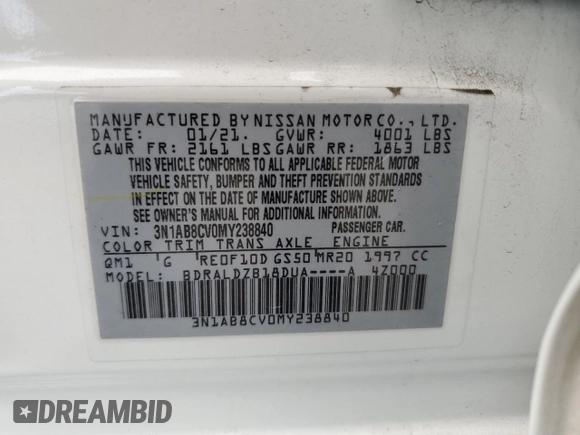 MANUFACTURED BY NISSAN MOTOR CO., LTD.
DATE: 01/21. GVWR: 4001 LBS
GAWR FR: 2161 LBS GAWR RR: 1863 LBS
THIS VEHICLE CONFORMS TO ALL APPLICABLE FEDERAL MOTOR
VEHICLE SAFETY, BUMPER AND THEFT PREVENTION STANDARDS
IN EFFECT ON THE DATE OF MANUFACTURE SHOWN ABOVE.
SEE OWNER'S MANUAL FOR ADDITIONAL INFORMATION.
VIN: 3N1AB8CV0MY238840 PASSENGER CAR.
COLOR TRIM TRANS AXLE ENGINE
QM1 'G 'RE0F10D GS50 MR20 1997 CC
MODEL: BDRALDZB18DUA----A 4Z000
3N1AB8CV0MY238840
DREAMBID